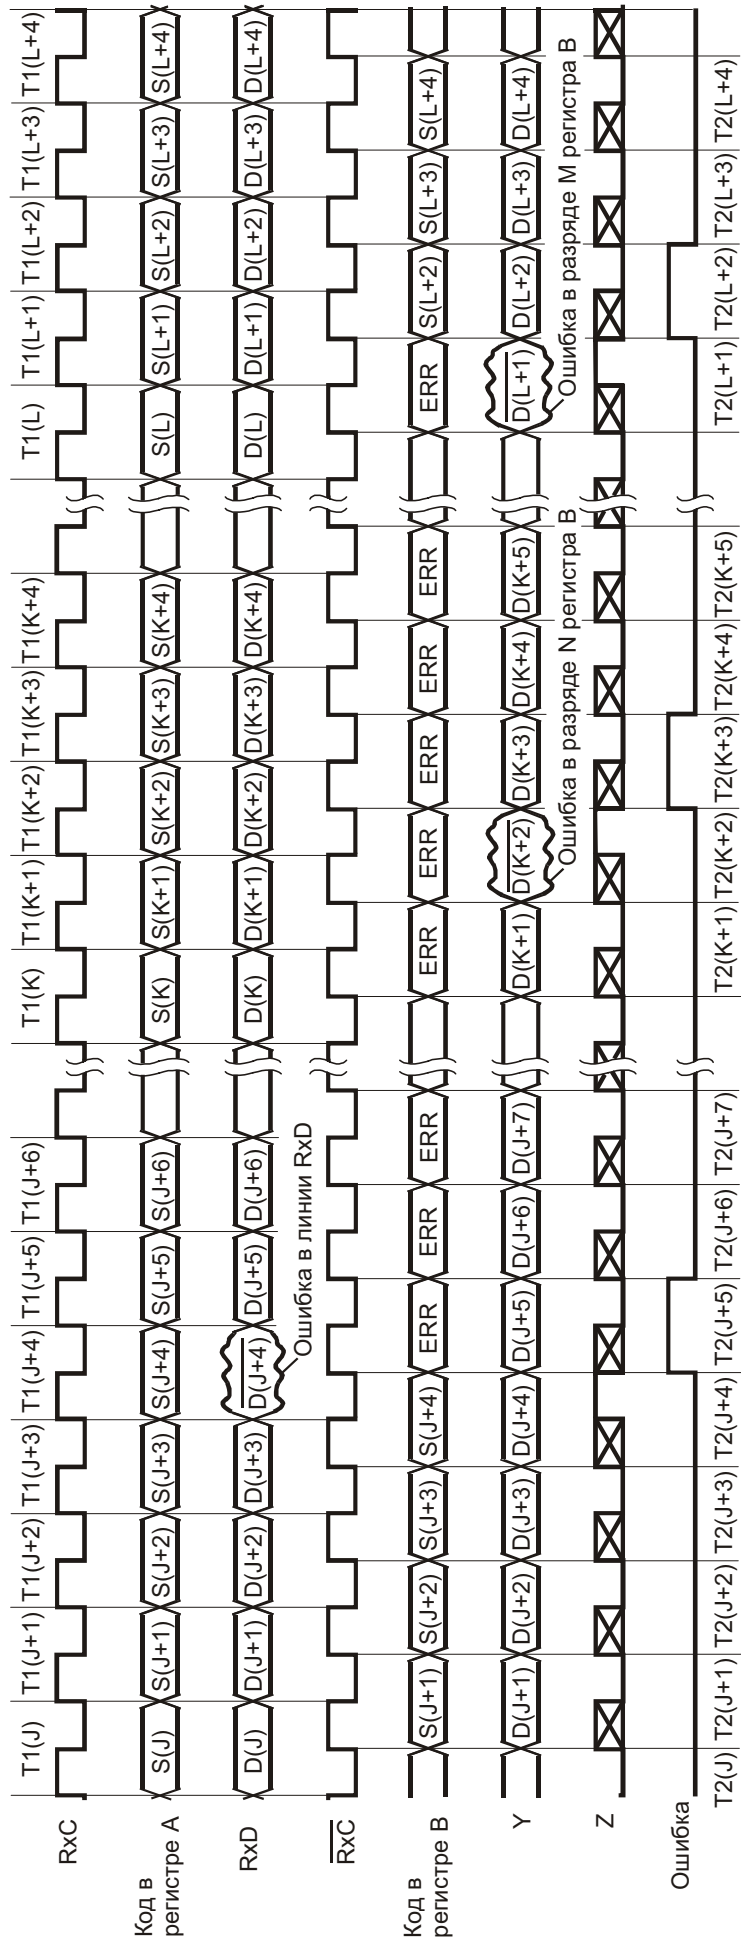 T1(J) T1(J+1) T1(J+2) T1(J+3) T1(J+4) T1(J+5) T1(J+6) T1(K) T1(K+1) T1(K+2) T1(K+3) T1(K+4) T1(L) T1(L+1) T1(L+2) T1(L+3) T1(L+4)
RxC
Код в
регистре A
S(J) S(J+1) S(J+2) S(J+3) S(J+4) S(J+5) S(J+6) S(K) S(K+1) S(K+2) S(K+3) S(K+4) S(L) S(L+1) S(L+2) S(L+3) S(L+4)
RxD
D(J) D(J+1) D(J+2) D(J+3) D(J+4) D(J+5) D(J+6) D(K) D(K+1) D(K+2) D(K+3) D(K+4) D(L) D(L+1) D(L+2) D(L+3) D(L+4)
Ошибка в линии RxD
RxC
Код в
регистре B
S(J+1) S(J+2) S(J+3) S(J+4) ERR ERR ERR ERR ERR ERR ERR ERR ERR S(L+2) S(L+3) S(L+4)
Y
D(J+1) D(J+2) D(J+3) D(J+4) D(J+5) D(J+6) D(J+7) D(K+1) D(K+2) D(K+3) D(K+4) D(K+5) D(L+1) D(L+2) D(L+3) D(L+4)
Ошибка в разряде N регистра B
Ошибка в разряде M регистра B
Z
Ошибка
T2(J) T2(J+1) T2(J+2) T2(J+3) T2(J+4) T2(J+5) T2(J+6) T2(J+7) T2(K+1) T2(K+2) T2(K+3) T2(K+4) T2(K+5) T2(L+1) T2(L+2) T2(L+3) T2(L+4)